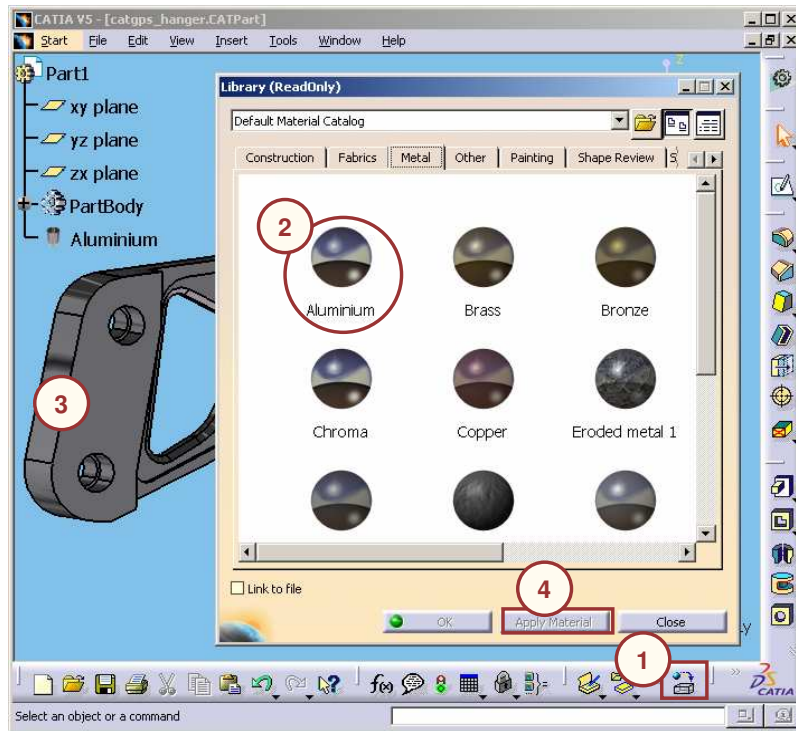 CATIA V5 - [catgps_hanger.CATPart]
Start File Edit View Insert Tools Window Help
z
Part1
xy plane
yz plane
zx plane
PartBody
Aluminium
Library (ReadOnly)
Default Material Catalog
Construction Fabrics Metal Other Painting Shape Review S
2
Aluminium Brass Bronze
3
Chroma Copper Eroded metal 1
Link to file
4
OK Apply Material Close
y
1
f(x)
CATIA
Select an object or a command